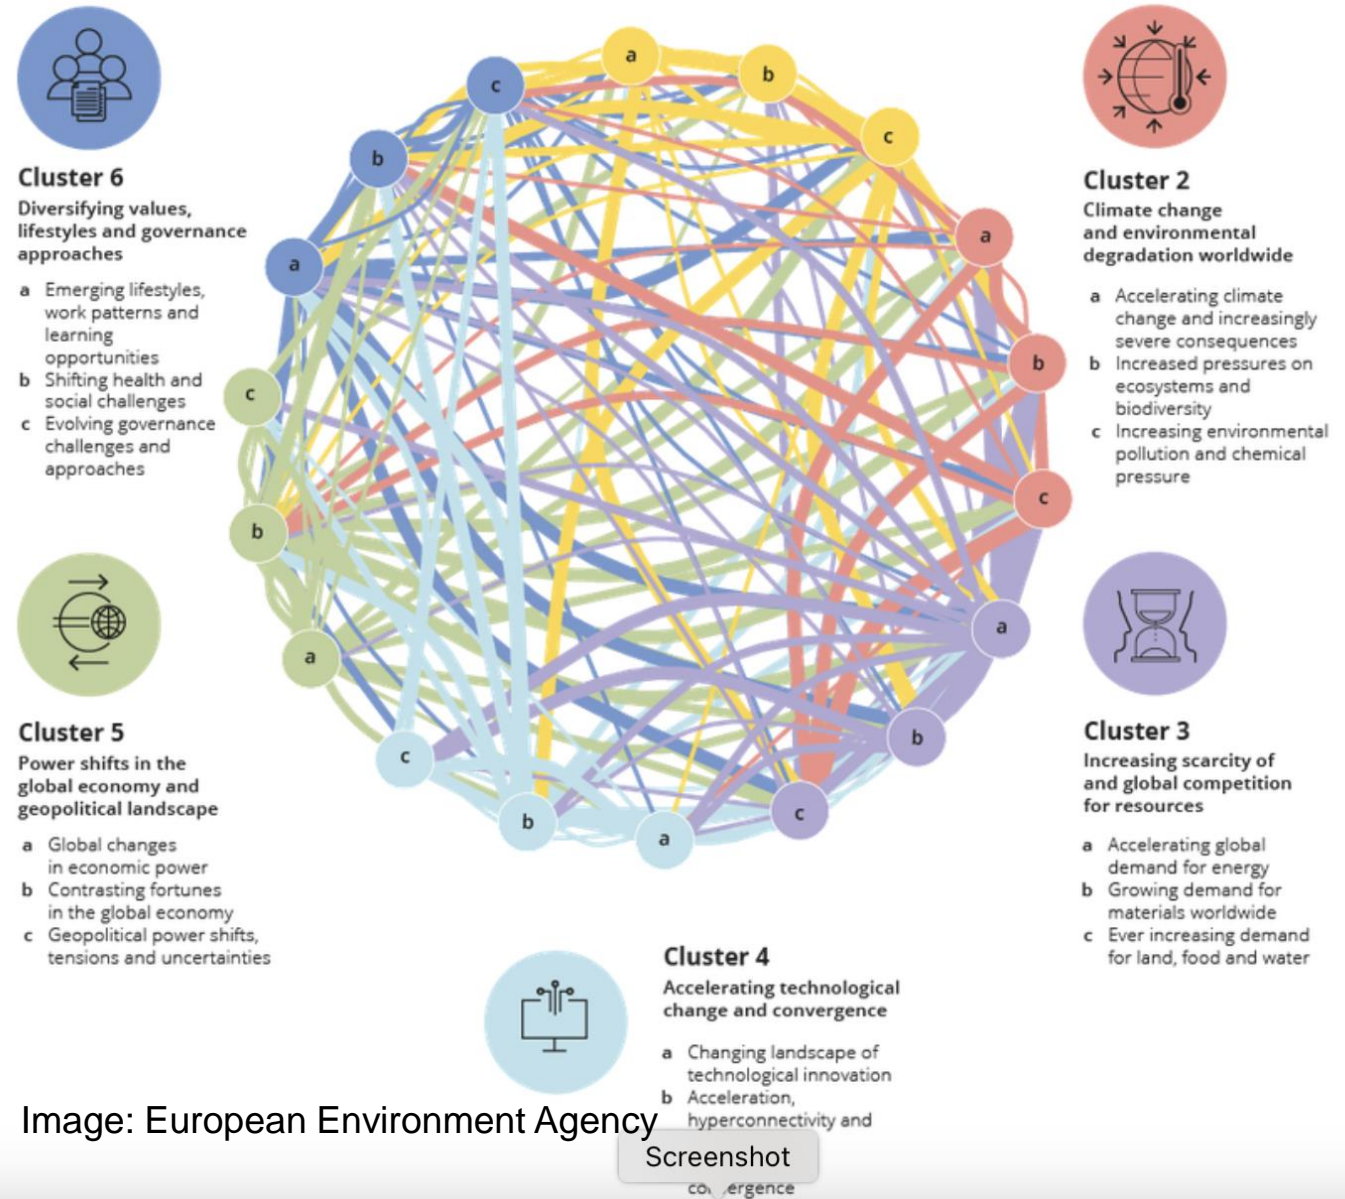 a
b
c
c
b
a
a
b
c
c
b
a
a
b
c
c
b
a
Cluster 6
Diversifying values,
lifestyles and governance
approaches
a Emerging lifestyles,
work patterns and
learning
opportunities
b Shifting health and
social challenges
c Evolving governance
challenges and
approaches
Cluster 2
Climate change
and environmental
degradation worldwide
a Accelerating climate
change and increasingly
severe consequences
b Increased pressures on
ecosystems and
biodiversity
c Increasing environmental
pollution and chemical
pressure
Cluster 5
Power shifts in the
global economy and
geopolitical landscape
a Global changes
in economic power
b Contrasting fortunes
in the global economy
c Geopolitical power shifts,
tensions and uncertainties
Cluster 3
Increasing scarcity of
and global competition
for resources
a Accelerating global
demand for energy
b Growing demand for
materials worldwide
c Ever increasing demand
for land, food and water
Cluster 4
Accelerating technological
change and convergence
a Changing landscape of
technological innovation
b Acceleration,
hyperconnectivity and
Image: European Environment Agency
Screenshot